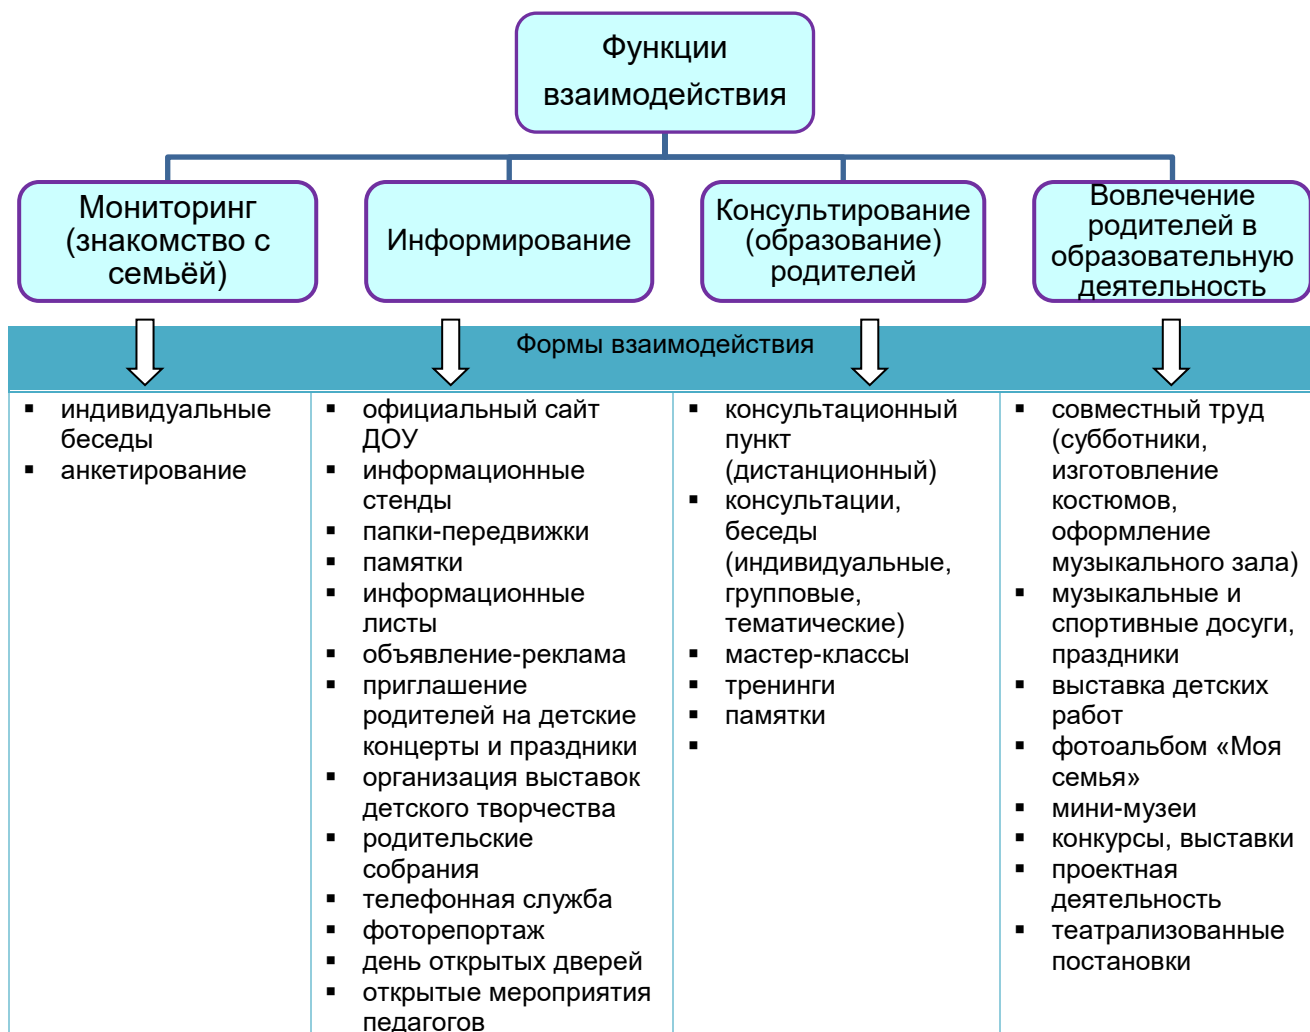 Функции
взаимодействия
Мониторинг
(знакомство с
семьёй)
Информирование
Консультирование
(образование)
родителей
Вовлечение
родителей в
образовательную
деятельность
Формы взаимодействия
▪ индивидуальные
беседы
▪ анкетирование
▪ официальный сайт
ДОУ
▪ информационные
стенды
▪ папки-передвижки
▪ памятки
▪ информационные
листы
▪ объявление-реклама
▪ приглашение
родителей на детские
концерты и праздники
▪ организация выставок
детского творчества
▪ родительские
собрания
▪ телефонная служба
▪ фоторепортаж
▪ день открытых дверей
▪ открытые мероприятия
педагогов
▪ консультационный
пункт
(дистанционный)
▪ консультации,
беседы
(индивидуальные,
групповые,
тематические)
▪ мастер-классы
▪ тренинги
▪ памятки
▪
▪ совместный труд
(субботники,
изготовление
костюмов,
оформление
музыкального зала)
▪ музыкальные и
спортивные досуги,
праздники
▪ выставка детских
работ
▪ фотоальбом «Моя
семья»
▪ мини-музеи
▪ конкурсы, выставки
▪ проектная
деятельность
▪ театрализованные
постановки